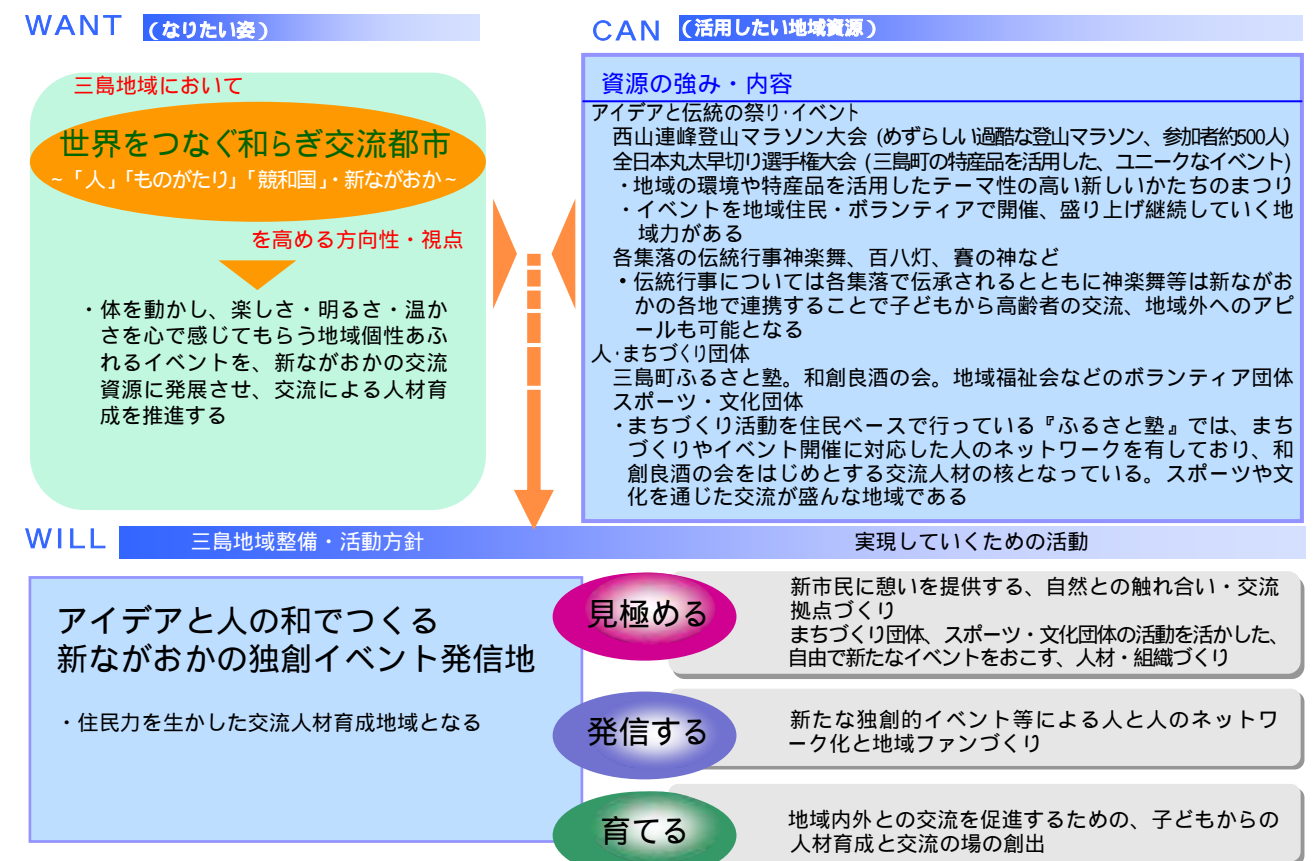 WANT (なりたい姿)
三島地域において
世界をつなぐ和らぎ交流都市
~「人」「ものがたり」「競和国」・新ながおか~
を高める方向性・視点
・体を動かし、楽しさ・明るさ・温か
さを心で感じてもらう地域個性あふ
れるイベントを、新ながおかの交流
資源に発展させ、交流による人材育
成を推進する
CAN (活用したい地域資源)
資源の強み・内容
アイデアと伝統の祭り・イベント
西山連峰登山マラソン大会(めずらしい過酷な登山マラソン、参加者約500人)
全日本丸太早切り選手権大会(三島町の特産品を活用した、ユニークなイベント)
・地域の環境や特産品を活用したテーマ性の高い新しいかたちのまつり
・イベントを地域住民・ボランティアで開催、盛り上げ継続していく地
域力がある
各集落の伝統行事神楽舞、百八灯、賽の神など
・伝統行事については各集落で伝承されるとともに神楽舞等は新ながお
かの各地で連携することで子どもから高齢者の交流、地域外へのアピ
ールも可能となる
人・まちづくり団体
三島町ふるさと塾。和創良酒の会。地域福祉会などのボランティア団体
スポーツ・文化団体
・まちづくり活動を住民ベースで行っている『ふるさと塾』では、まち
づくりやイベント開催に対応した人のネットワークを有しており、和
創良酒の会をはじめとする交流人材の核となっている。スポーツや文
化を通じた交流が盛んな地域である
WILL 三島地域整備・活動方針
実現していくための活動
アイデアと人の和でつくる
新ながおかの独創イベント発信地
・住民力を生かした交流人材育成地域となる
見極める
新市民に憩いを提供する、自然との触れ合い・交流
拠点づくり
まちづくり団体、スポーツ・文化団体の活動を活かした、
自由で新たなイベントをおこす、人材・組織づくり
発信する
新たな独創的イベント等による人と人のネットワ
ーク化と地域ファンづくり
育てる
地域内外との交流を促進するための、子どもからの
人材育成と交流の場の創出